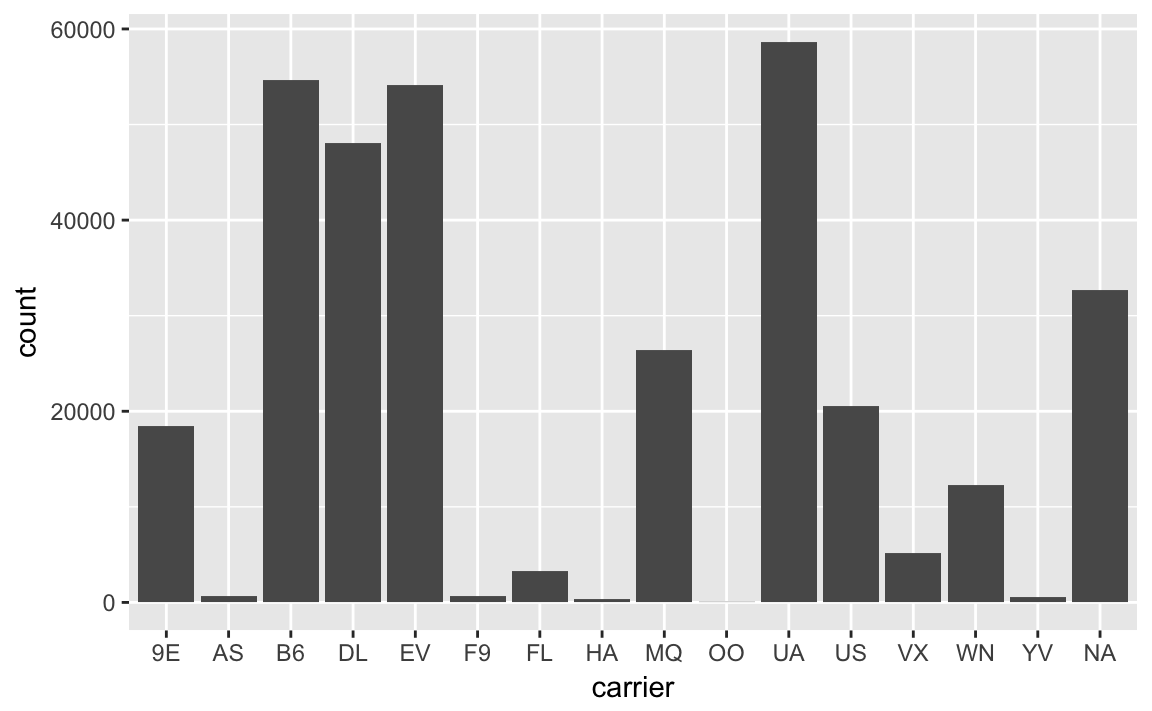 60000
40000
20000
0
count
9E AS B6 DL EV F9 FL HA MQ OO UA US VX WN YV NA
carrier